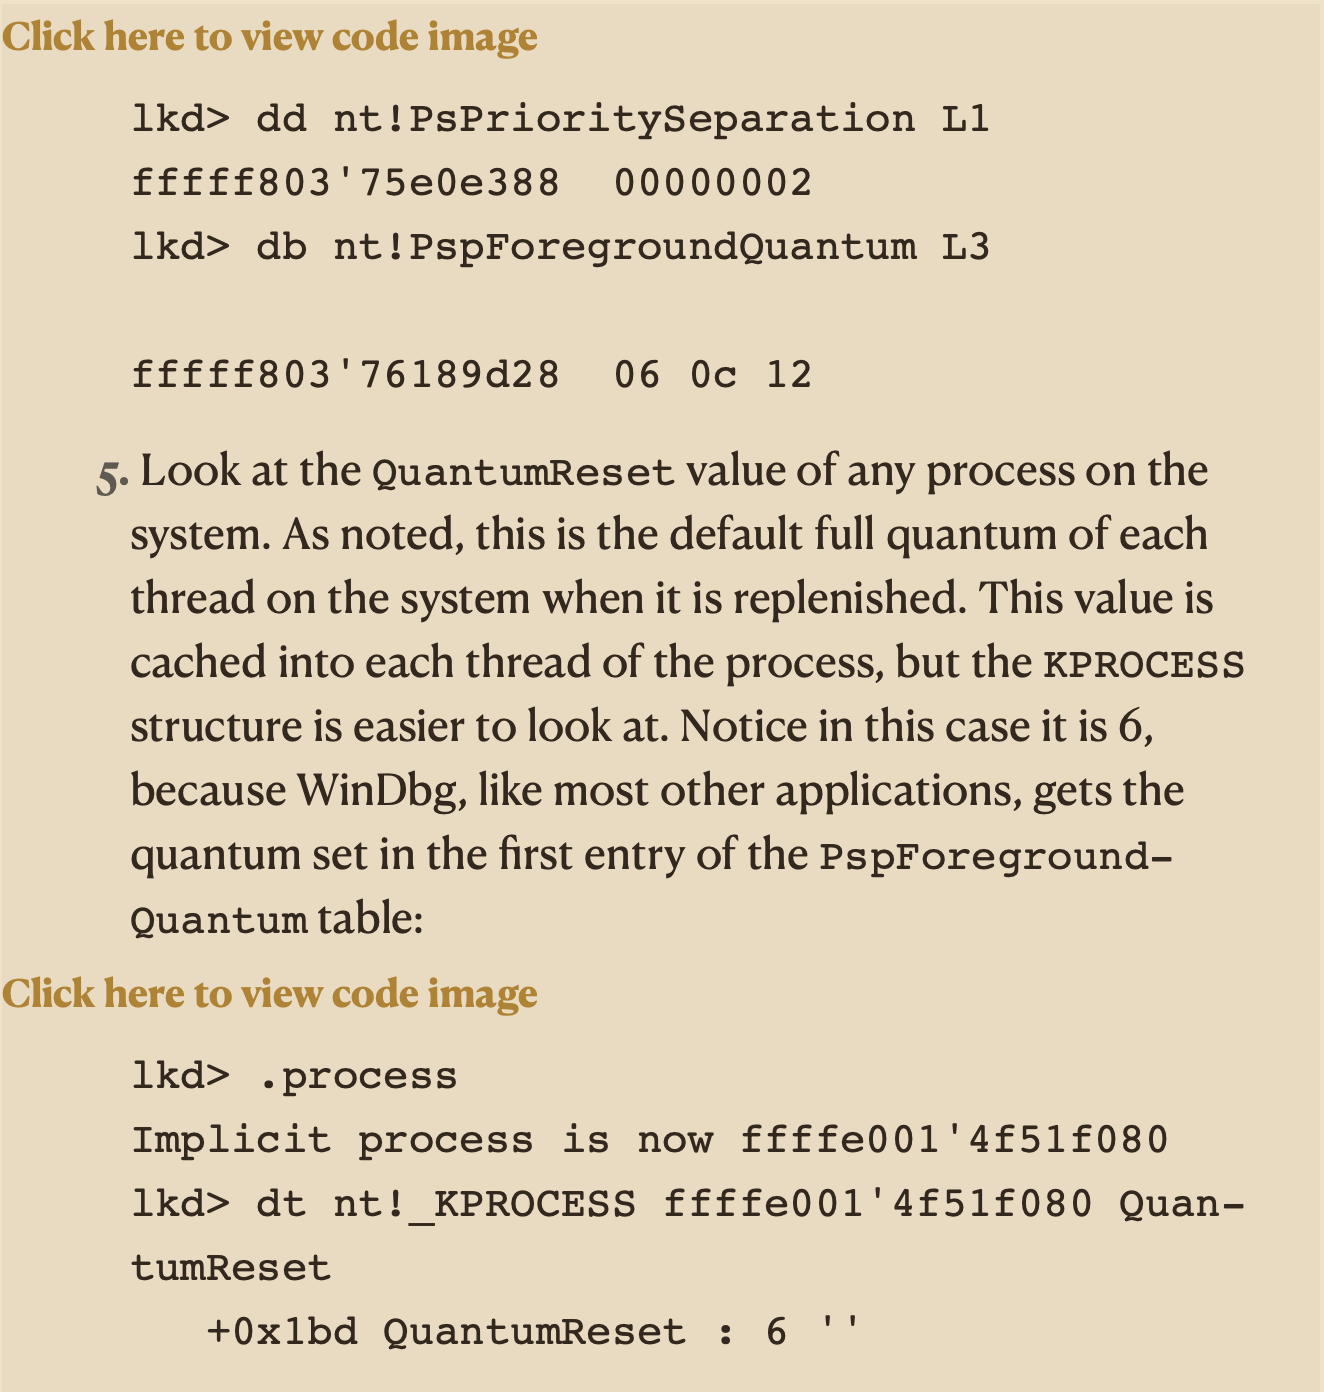 Click here to view code image
lkd> dd nt!PsPrioritySeparation L1
fffff803'75e0e388  00000002
lkd> db nt!PspForegroundQuantum L3
fffff803'76189d28  06 0c 12
5. Look at the QuantumReset value of any process on the
system. As noted, this is the default full quantum of each
thread on the system when it is replenished. This value is
cached into each thread of the process, but the KPROCESS
structure is easier to look at. Notice in this case it is 6,
because WinDbg, like most other applications, gets the
quantum set in the first entry of the PspForeground-
Quantum table:
Click here to view code image
lkd> .process
Implicit process is now ffffe001'4f51f080
lkd> dt nt!_KPROCESS ffffe001'4f51f080 Quan-
tumReset
   +0x1bd QuantumReset : 6 ''